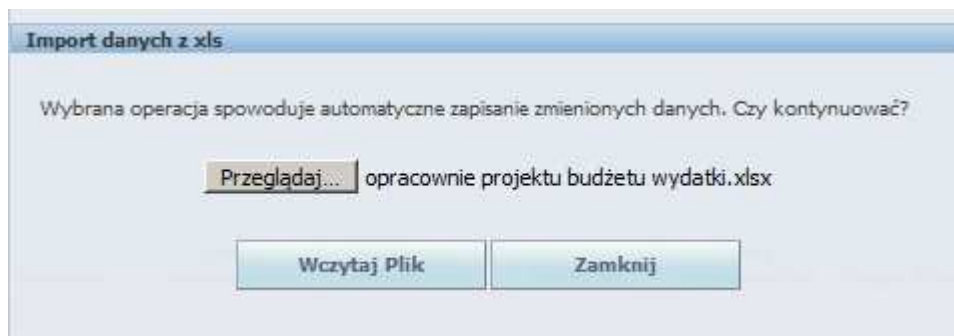 Import danych z xls
Wybrana operacja spowoduje automatyczne zapisanie zmienionych danych. Czy kontynuować?
Przeglądaj... opracownie projektu budżetu wydatki.xlsx
Wczytaj Plik Zamknij